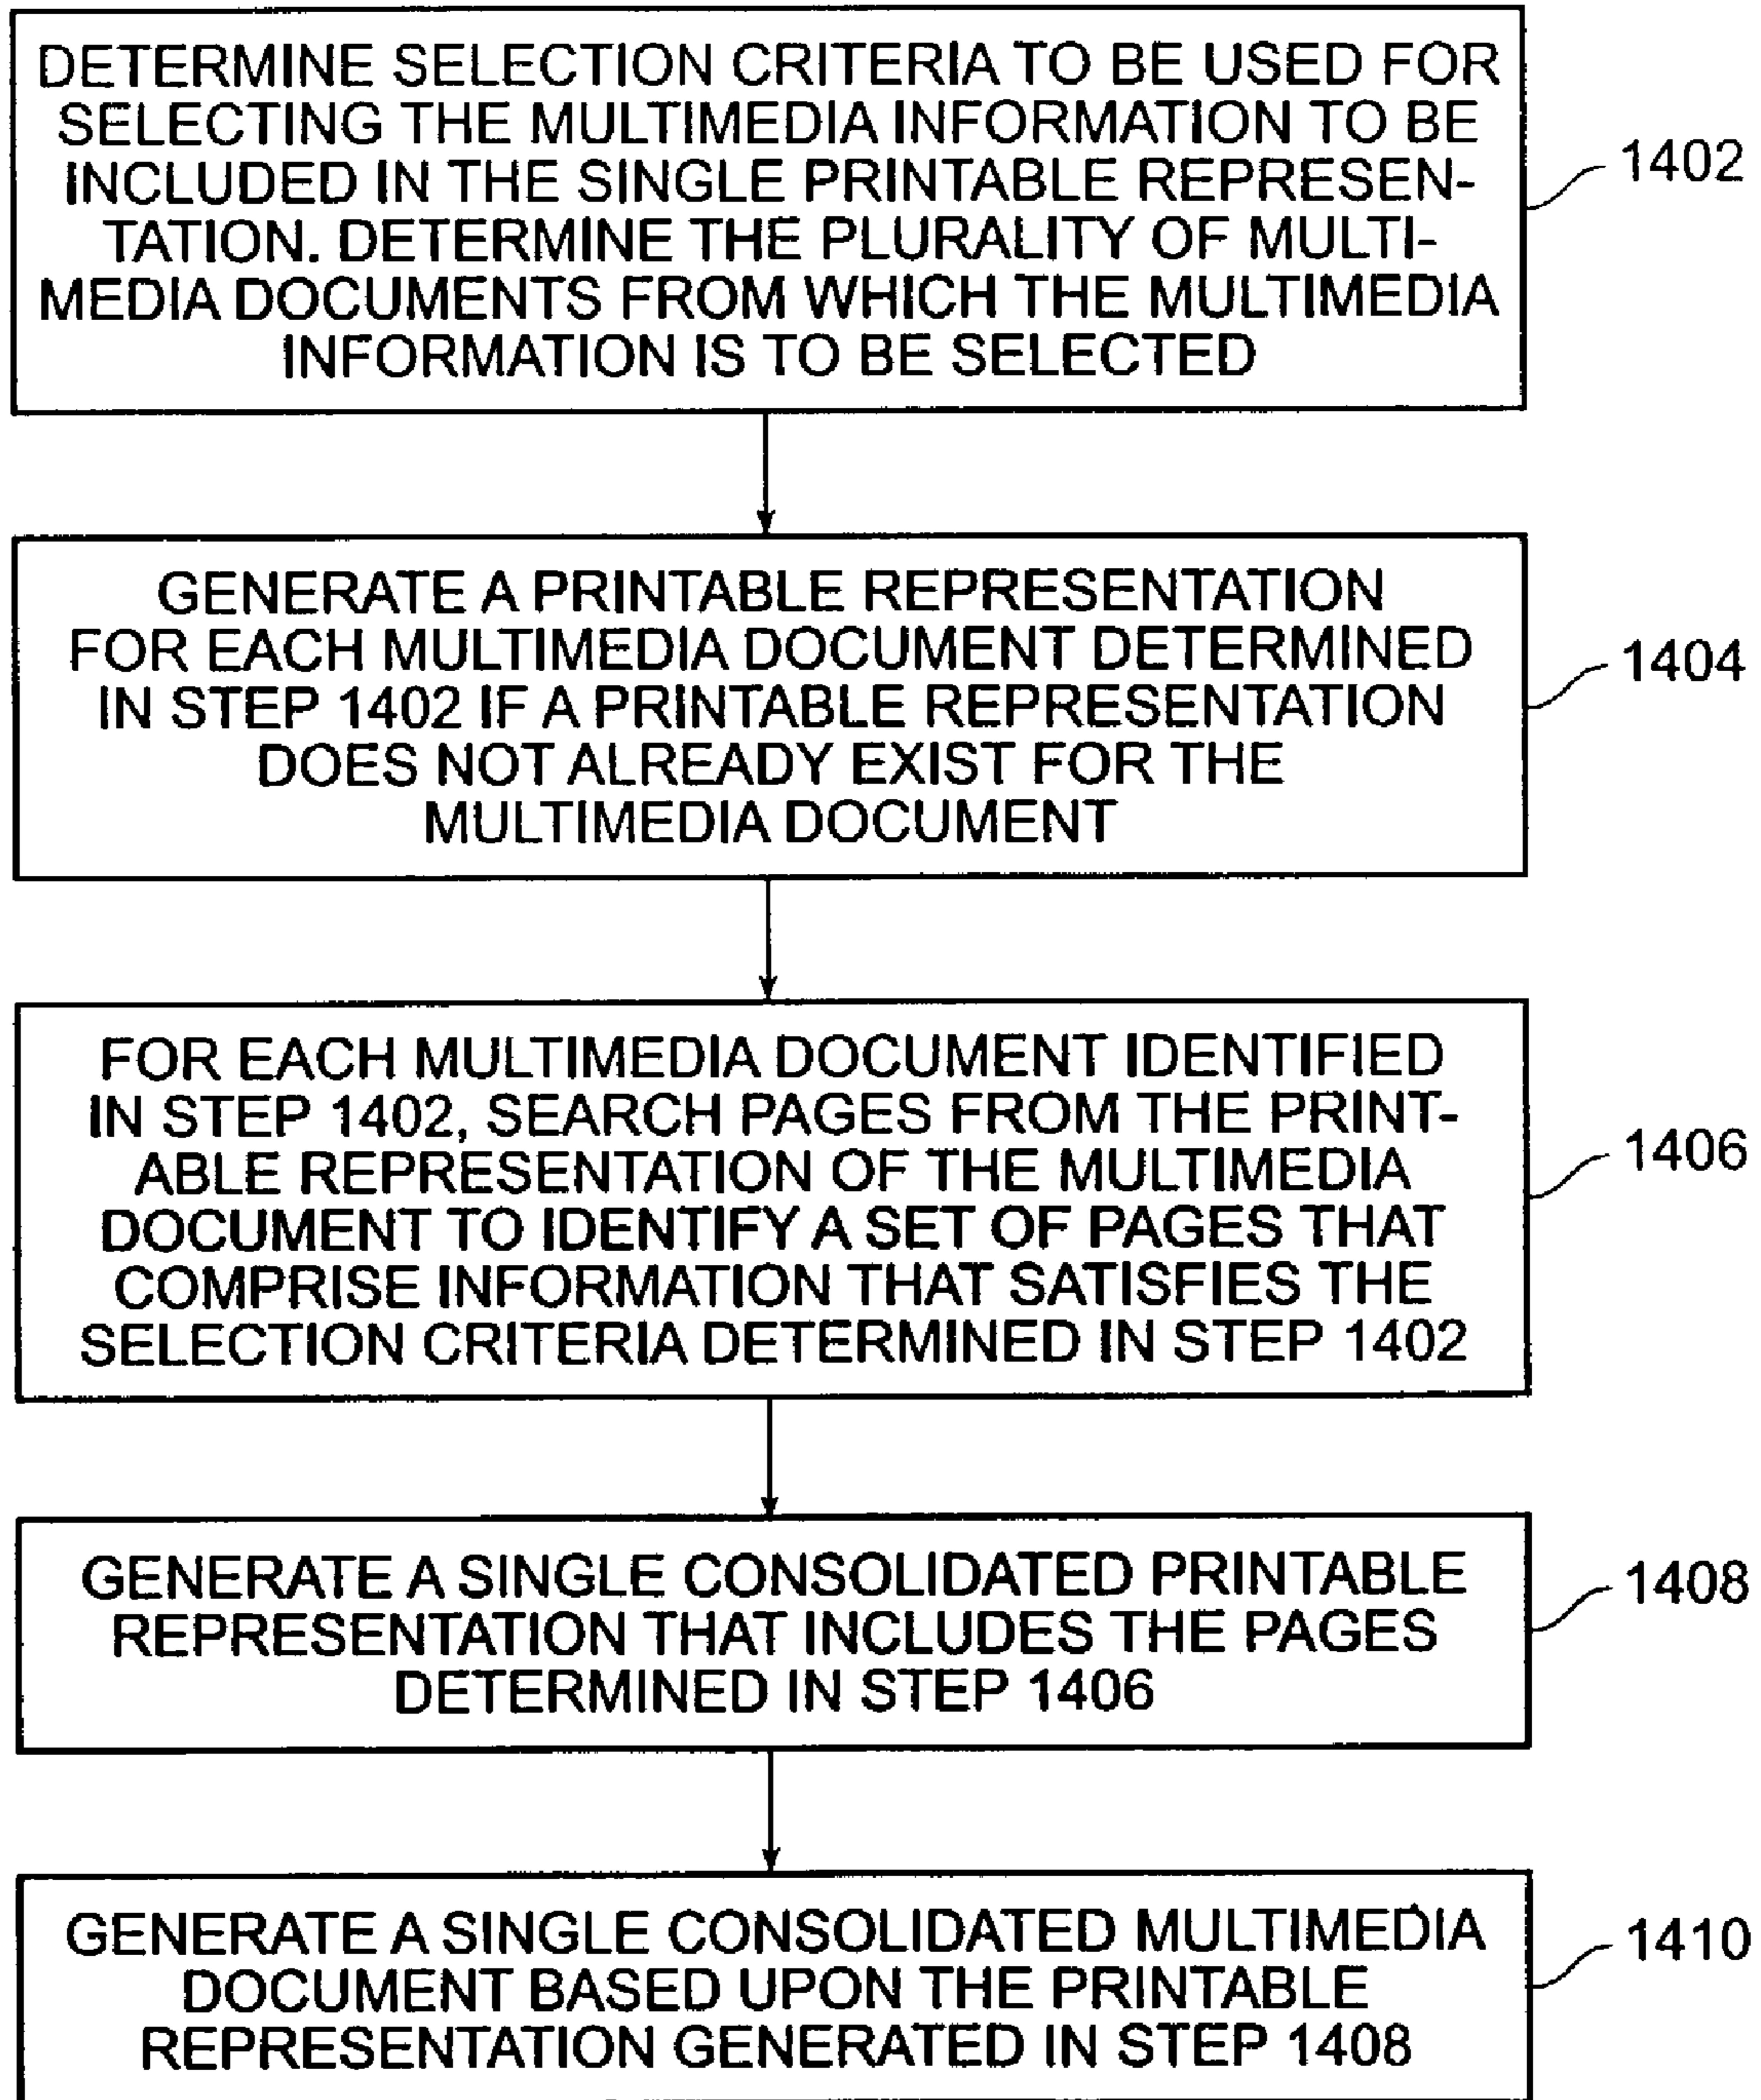 DETERMINE SELECTION CRITERIA TO BE USED FOR
SELECTING THE MULTIMEDIA INFORMATION TO BE
INCLUDED IN THE SINGLE PRINTABLE REPRESEN-
TATION. DETERMINE THE PLURALITY OF MULTI-
MEDIA DOCUMENTS FROM WHICH THE MULTIMEDIA
INFORMATION IS TO BE SELECTED
1402
GENERATE A PRINTABLE REPRESENTATION
FOR EACH MULTIMEDIA DOCUMENT DETERMINED
IN STEP 1402 IF A PRINTABLE REPRESENTATION
DOES NOT ALREADY EXIST FOR THE
MULTIMEDIA DOCUMENT
1404
FOR EACH MULTIMEDIA DOCUMENT IDENTIFIED
IN STEP 1402, SEARCH PAGES FROM THE PRINT-
ABLE REPRESENTATION OF THE MULTIMEDIA
DOCUMENT TO IDENTIFY A SET OF PAGES THAT
COMPRISE INFORMATION THAT SATISFIES THE
SELECTION CRITERIA DETERMINED IN STEP 1402
1406
GENERATE A SINGLE CONSOLIDATED PRINTABLE
REPRESENTATION THAT INCLUDES THE PAGES
DETERMINED IN STEP 1406
1408
GENERATE A SINGLE CONSOLIDATED MULTIMEDIA
DOCUMENT BASED UPON THE PRINTABLE
REPRESENTATION GENERATED IN STEP 1408
1410